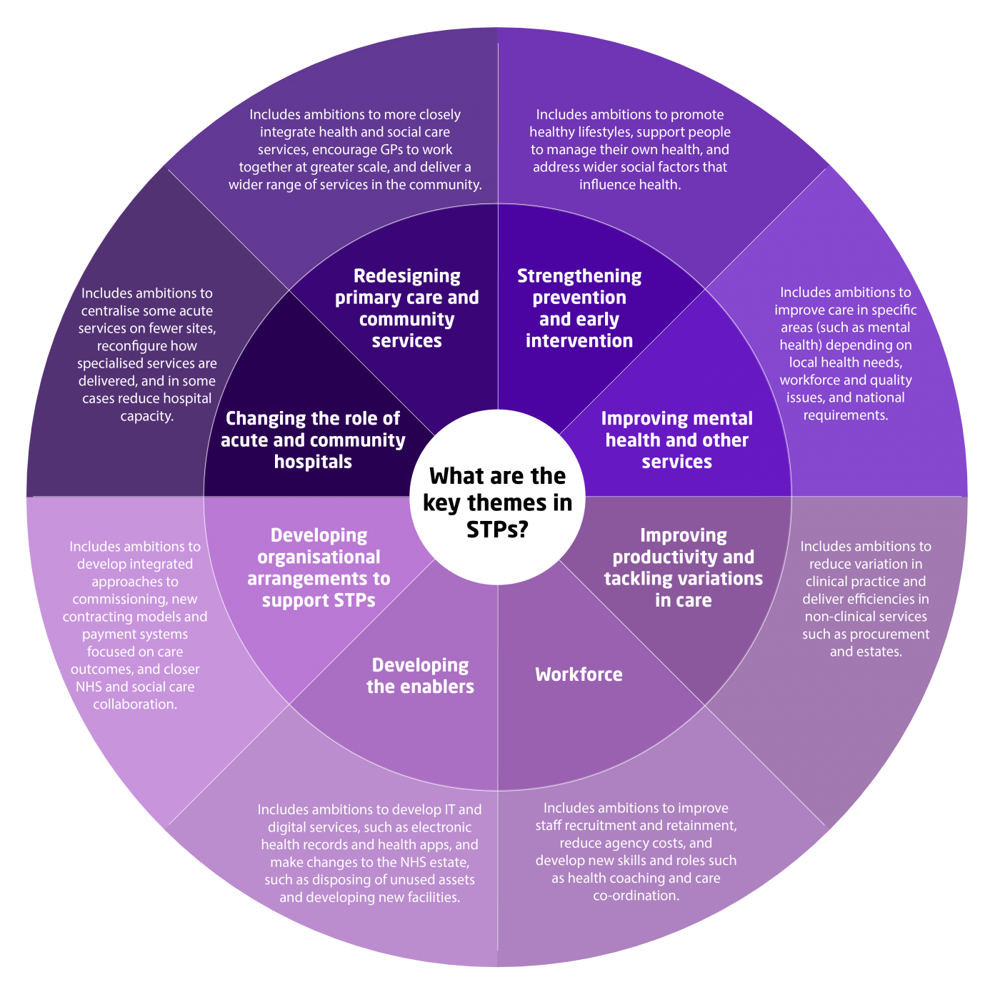 What are the
key themes in
STPs?
Strengthening
prevention
and early
intervention
Includes ambitions to promote
healthy lifestyles, support people
to manage their own health, and
address wider social factors that
influence health.
Improving mental
health and other
services
Includes ambitions to
improve care in specific
areas (such as mental
health) depending on
local health needs,
workforce and quality
issues, and national
requirements.
Improving
productivity and
tackling variations
in care
Includes ambitions to
reduce variation in
clinical practice and
deliver efficiencies in
non-clinical services
such as procurement
and estates.
Workforce
Includes ambitions to improve
staff recruitment and retainment,
reduce agency costs, and
develop new skills and roles such
as health coaching and care
co-ordination.
Developing
the enablers
Includes ambitions to develop IT and
digital services, such as electronic
health records and health apps, and
make changes to the NHS estate,
such as disposing of unused assets
and developing new facilities.
Developing
organisational
arrangements to
support STPs
Includes ambitions to
develop integrated
approaches to
commissioning, new
contracting models and
payment systems
focused on care
outcomes, and closer
NHS and social care
collaboration.
Changing the role of
acute and community
hospitals
Includes ambitions to
centralise some acute
services on fewer sites,
reconfigure how
specialised services are
delivered, and in some
cases reduce hospital
capacity.
Redesigning
primary care and
community
services
Includes ambitions to more closely
integrate health and social care
services, encourage GPs to work
together at greater scale, and deliver a
wider range of services in the community.